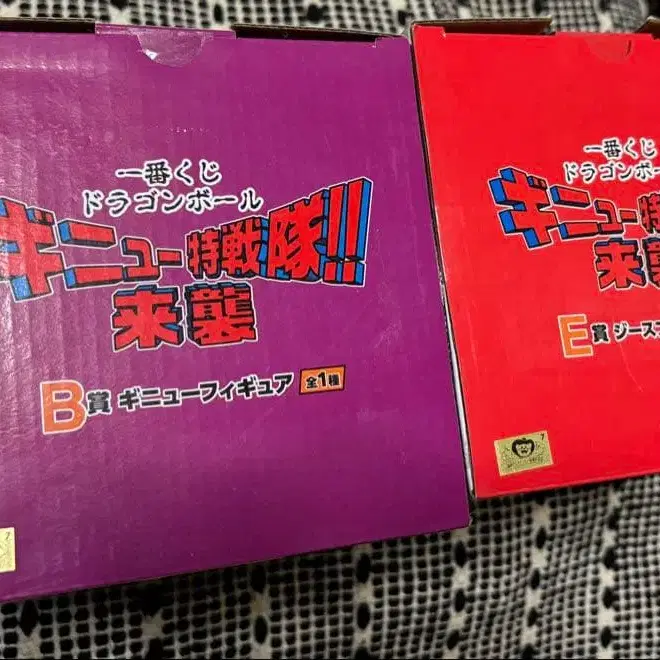 一番くじ
ドラゴンボール
ギニュー特戦隊!!
来襲
B賞 ギニューフィギュア 全1種
一番くじ
ドラゴンボー
ギニュー特
来襲
E賞 ジース
7
7